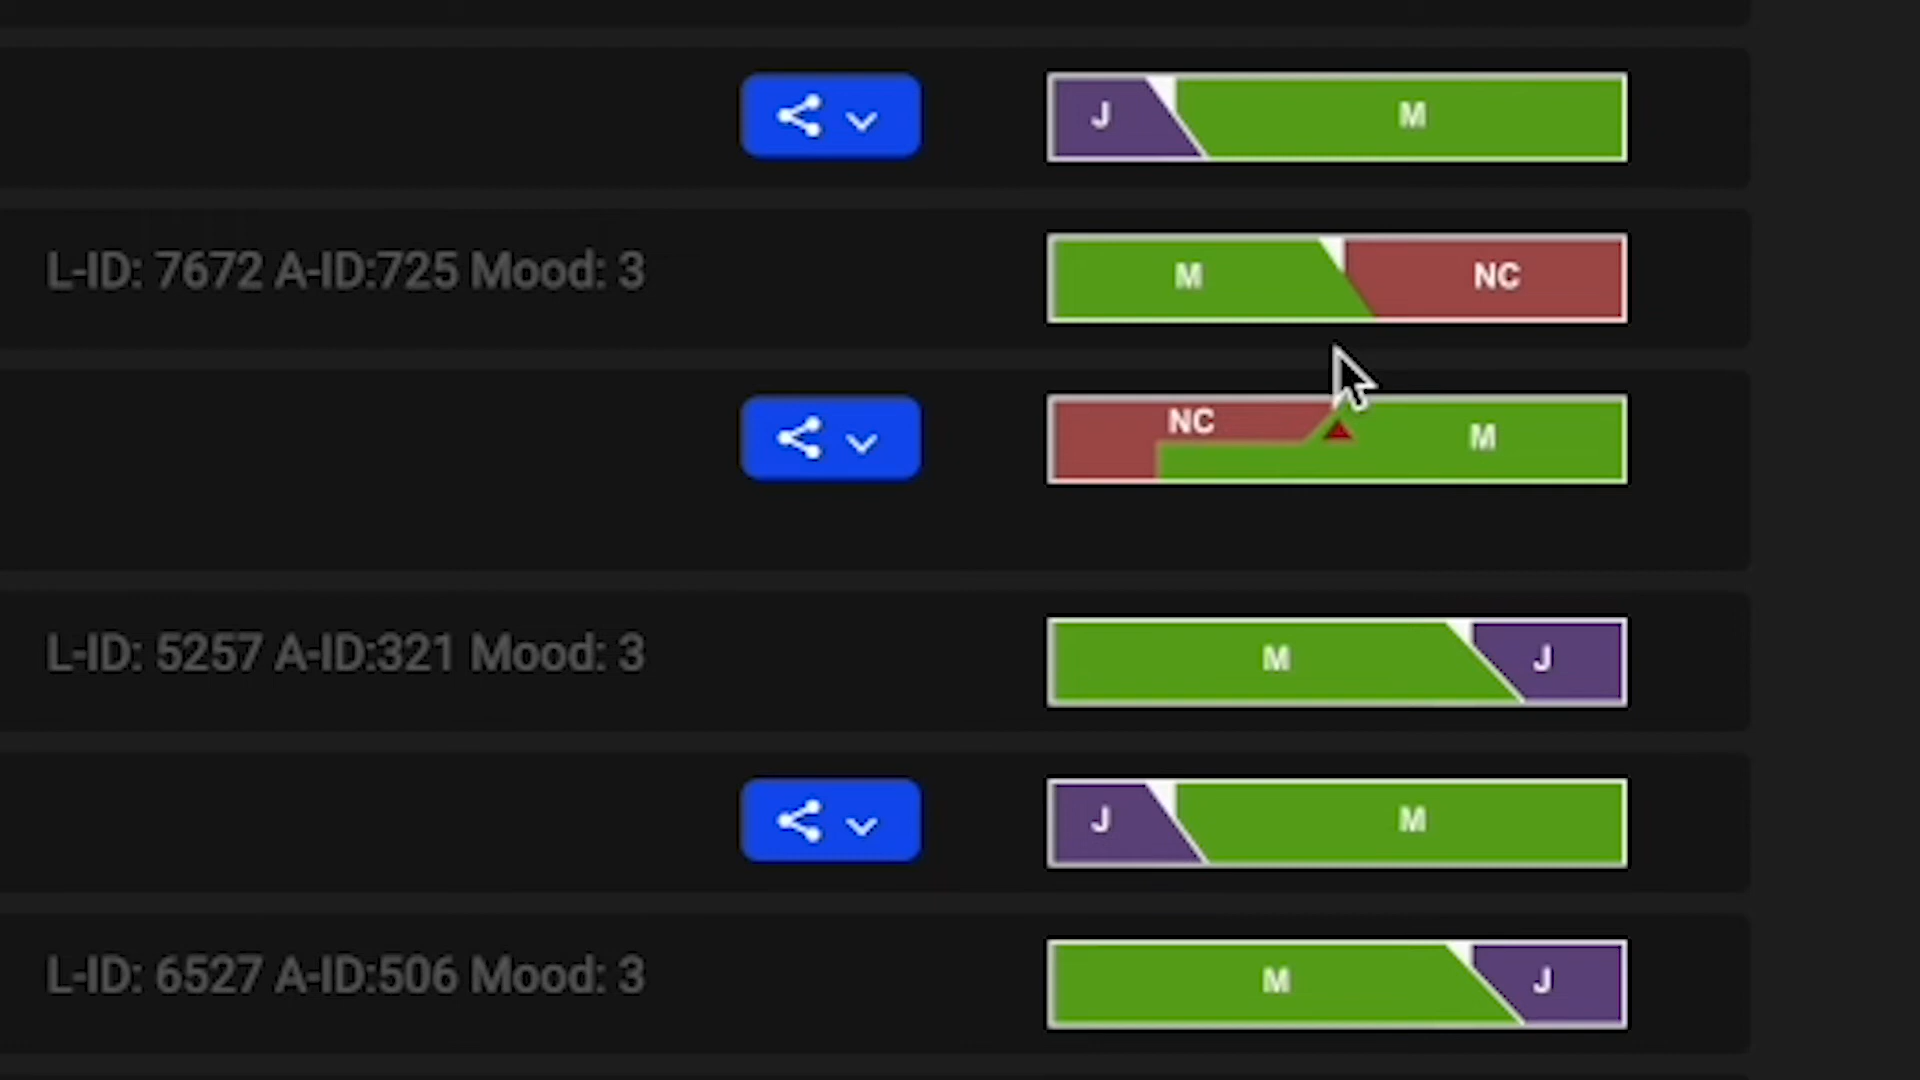 J M
L-ID: 7672 A-ID:725 Mood: 3 M NC
NC M
L-ID: 5257 A-ID:321 Mood: 3 M J
J M
L-ID: 6527 A-ID:506 Mood: 3 M J